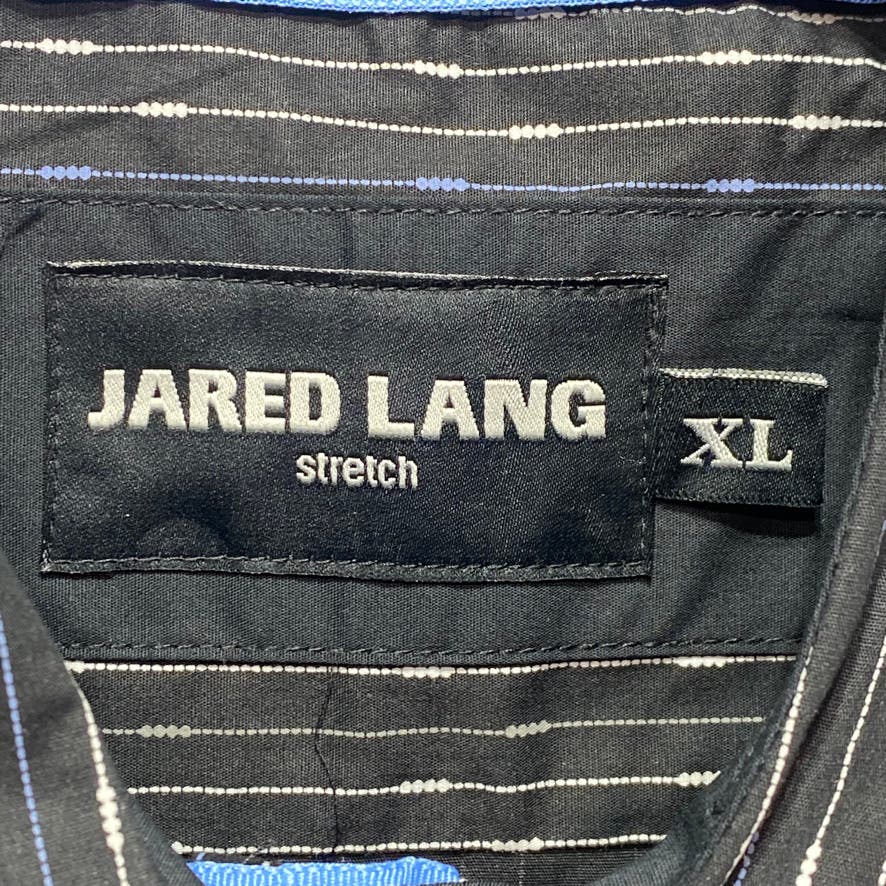 JARED LANG
stretch
XL